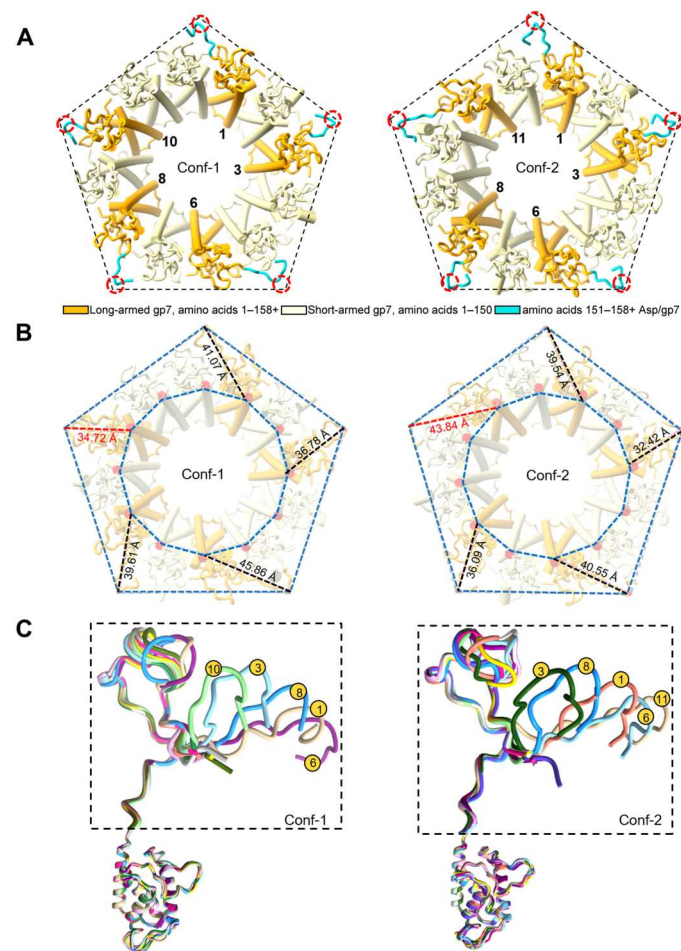 A
10
1
Conf-1
3
8
6
11
1
Conf-2
3
8
6
Long-armed gp7, amino acids 1–158+
Short-armed gp7, amino acids 1–150
amino acids 151–158+ Asp/gp7
B
41.07 Å
34.72 Å
36.78 Å
Conf-1
39.61 Å
45.86 Å
39.54 Å
43.84 Å
32.42 Å
Conf-2
36.09 Å
40.55 Å
C
10
3
8
1
6
Conf-1
3
8
1
11
6
Conf-2